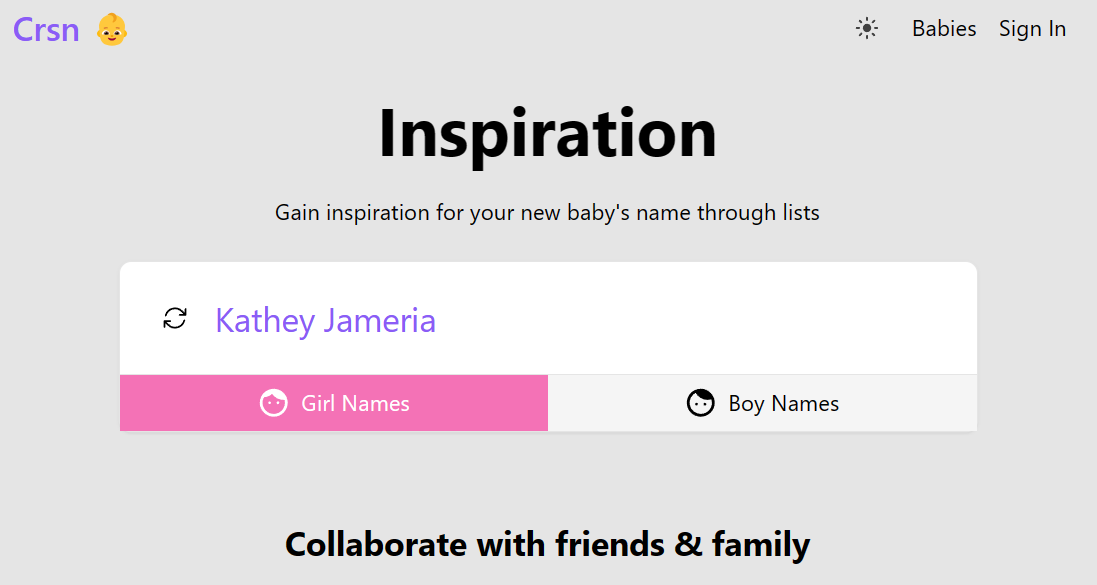 Crsn
Babies Sign In
Inspiration
Gain inspiration for your new baby's name through lists
Kathey Jameria
Girl Names
Boy Names
Collaborate with friends & family